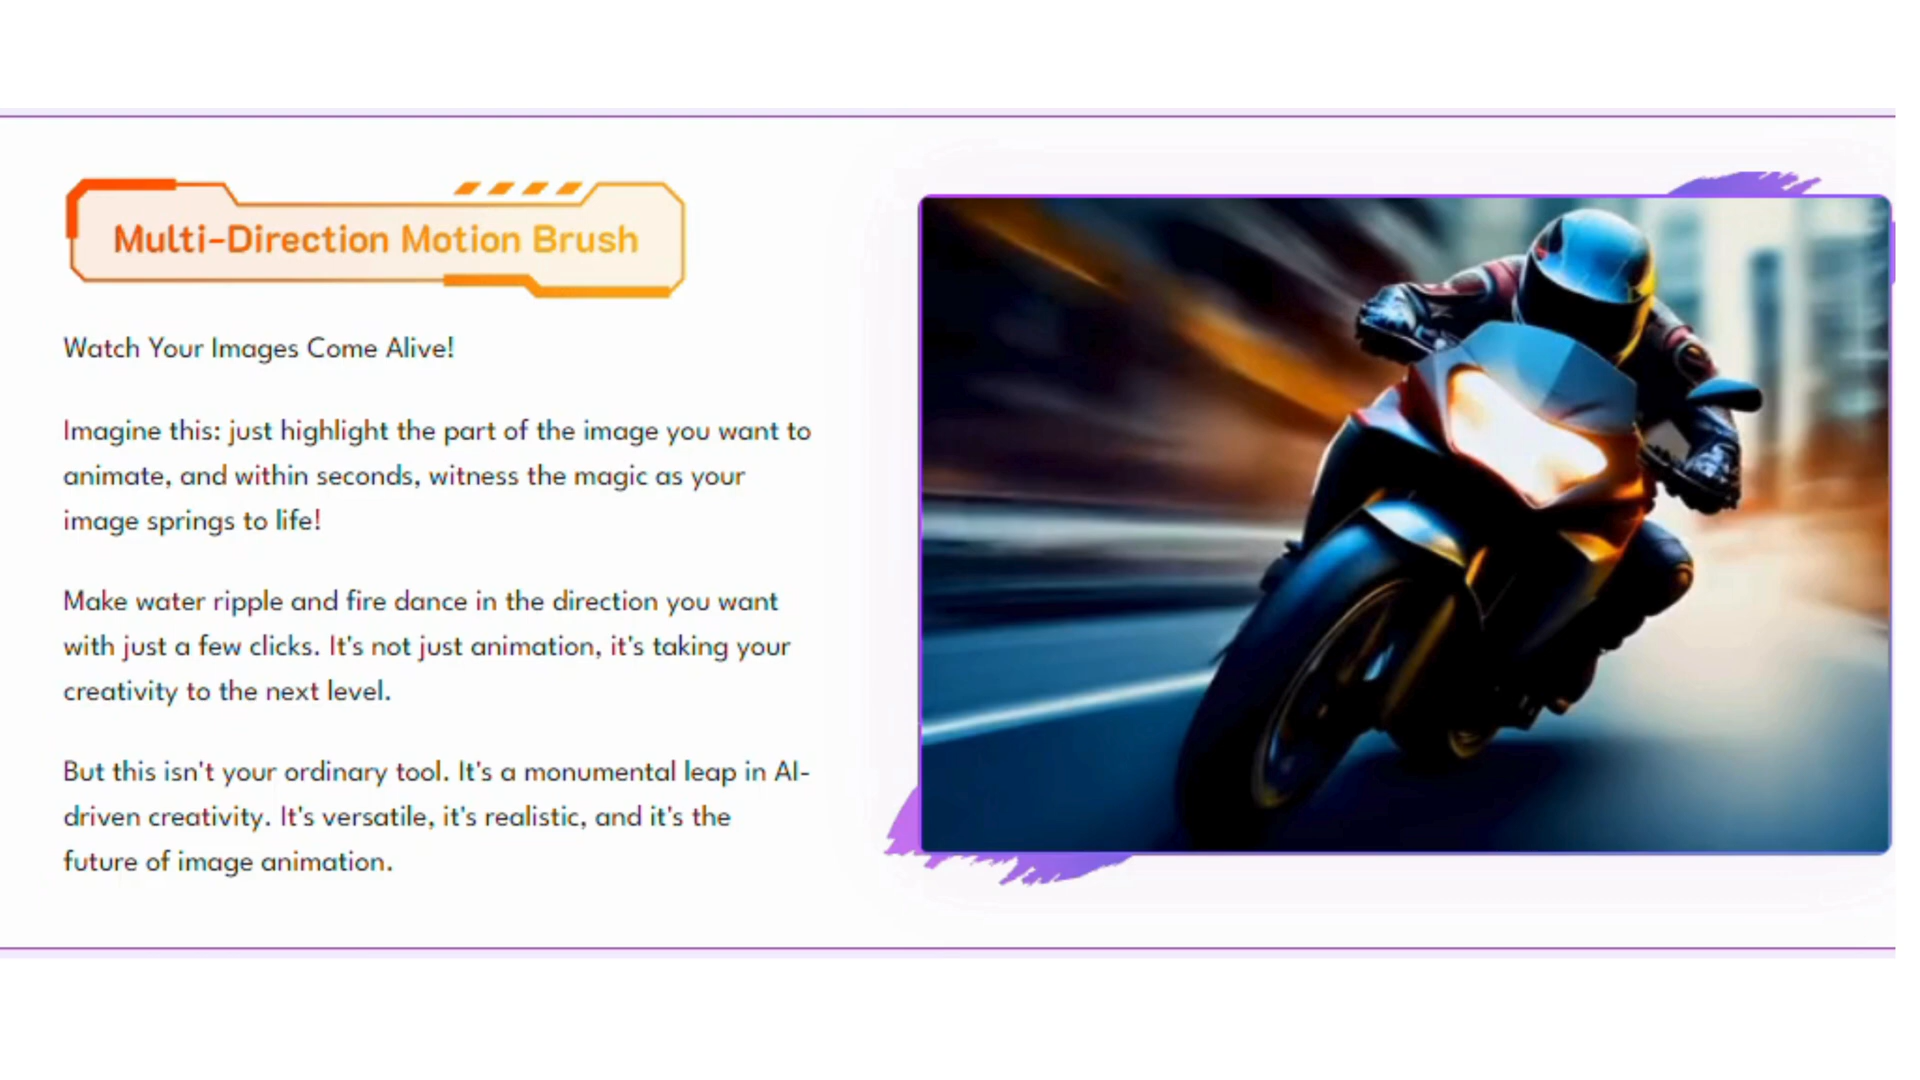 Multi-Direction Motion Brush
Watch Your Images Come Alive!
Imagine this: just highlight the part of the image you want to
animate, and within seconds, witness the magic as your
image springs to life!
Make water ripple and fire dance in the direction you want
with just a few clicks. It's not just animation, it's taking your
creativity to the next level.
But this isn't your ordinary tool. It's a monumental leap in AI-
driven creativity. It's versatile, it's realistic, and it's the
future of image animation.